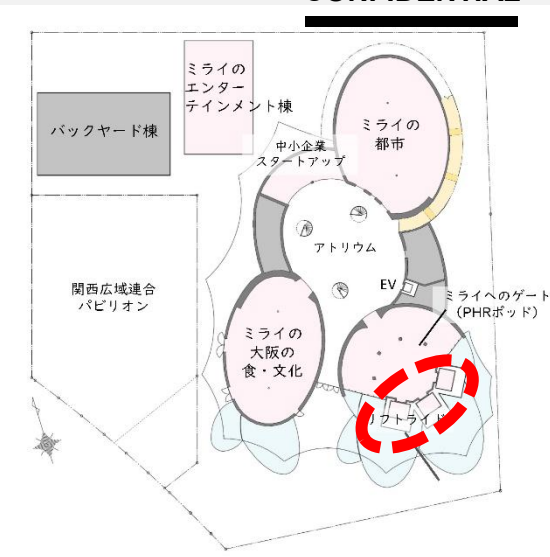 ミライの
エンター
テインメント棟
バックヤード棟
ミライの
都市
中小企業
スタートアップ
アトリウム
関西広域連合
パビリオン
EV
ミライへのゲート
(PHRポッド)
ミライの
大阪の
食・文化
リフトライド